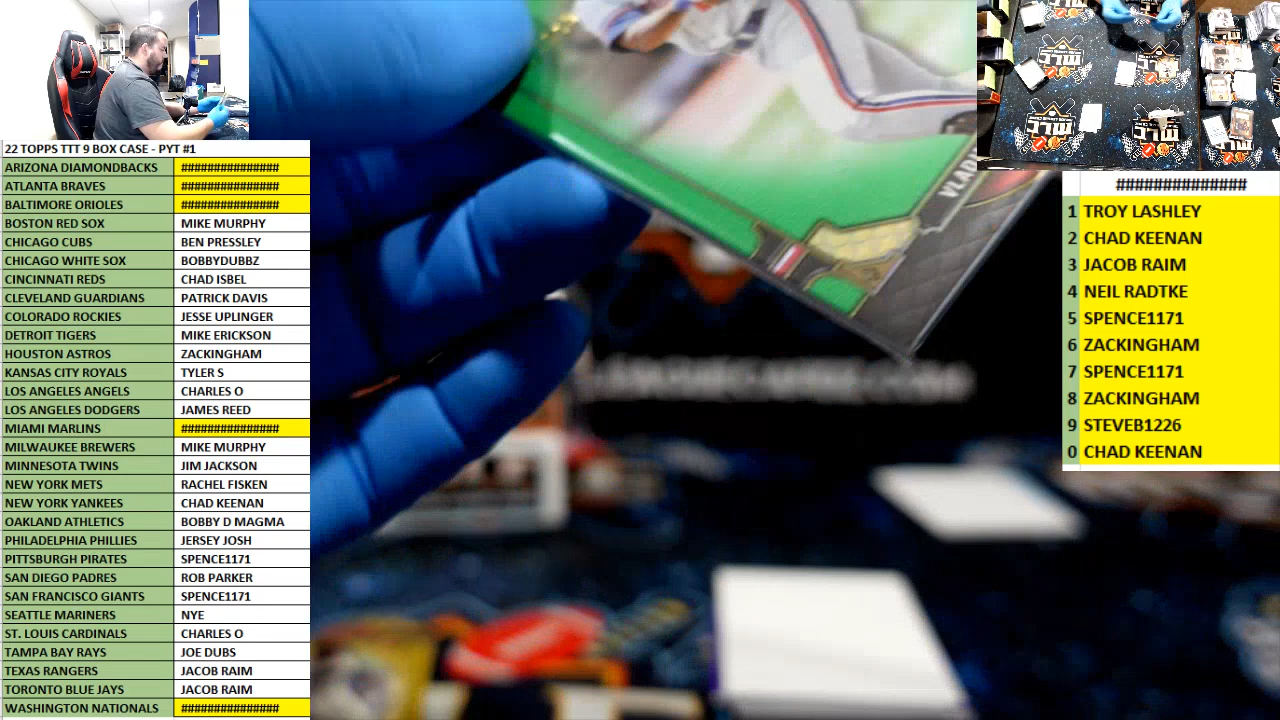 22 TOPPS TTT 9 BOX CASE - PYT #1
ARIZONA DIAMONDBACKS ###############
ATLANTA BRAVES ###############
BALTIMORE ORIOLES ###############
BOSTON RED SOX MIKE MURPHY
CHICAGO CUBS BEN PRESSLEY
CHICAGO WHITE SOX BOBBYDUBBZ
CINCINNATI REDS CHAD ISBEL
CLEVELAND GUARDIANS PATRICK DAVIS
COLORADO ROCKIES JESSE UPLINGER
DETROIT TIGERS MIKE ERICKSON
HOUSTON ASTROS ZACKINGHAM
KANSAS CITY ROYALS TYLER S
LOS ANGELES ANGELS CHARLES O
LOS ANGELES DODGERS JAMES REED
MIAMI MARLINS ###############
MILWAUKEE BREWERS MIKE MURPHY
MINNESOTA TWINS JIM JACKSON
NEW YORK METS RACHEL FISKEN
NEW YORK YANKEES CHAD KEENAN
OAKLAND ATHLETICS BOBBY D MAGMA
PHILADELPHIA PHILLIES JERSEY JOSH
PITTSBURGH PIRATES SPENCE1171
SAN DIEGO PADRES ROB PARKER
SAN FRANCISCO GIANTS SPENCE1171
SEATTLE MARINERS NYE
ST. LOUIS CARDINALS CHARLES O
TAMPA BAY RAYS JOE DUBS
TEXAS RANGERS JACOB RAIM
TORONTO BLUE JAYS JACOB RAIM
WASHINGTON NATIONALS ###############
VLAD
###############
1 TROY LASHLEY
2 CHAD KEENAN
3 JACOB RAIM
4 NEIL RADTKE
5 SPENCE1171
6 ZACKINGHAM
7 SPENCE1171
8 ZACKINGHAM
9 STEVEB1226
0 CHAD KEENAN